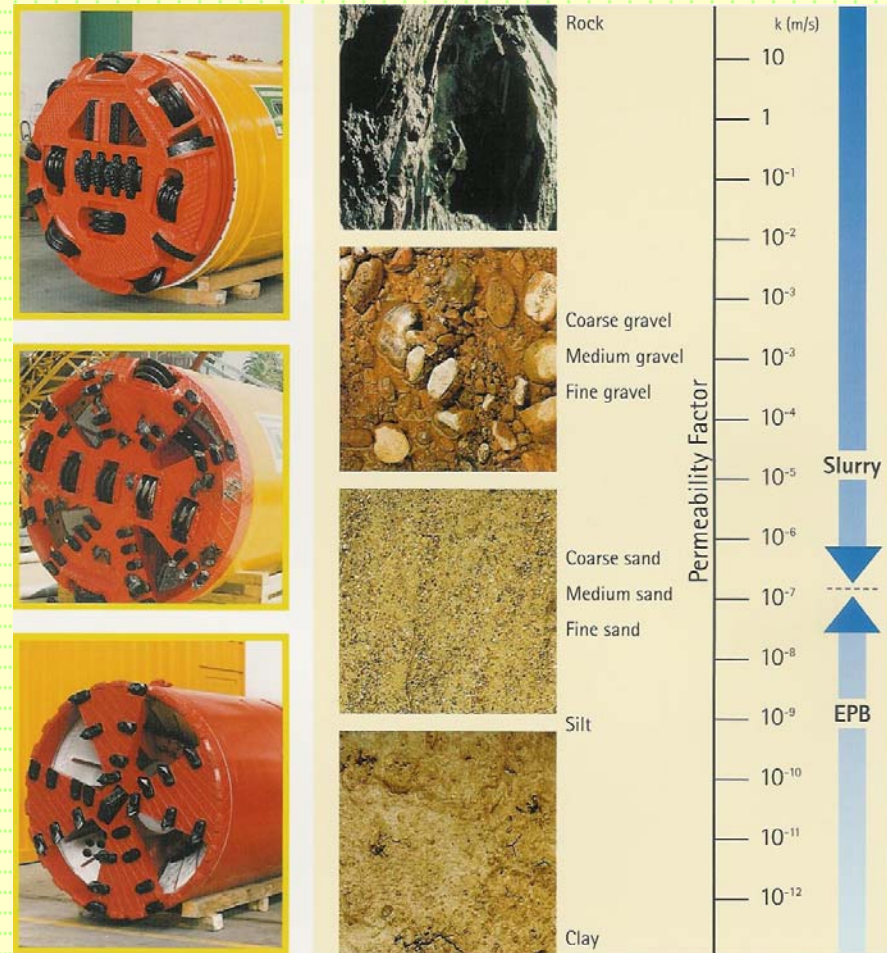 Rock
Coarse gravel
Medium gravel
Fine gravel
Coarse sand
Medium sand
Fine sand
Silt
Clay
Permeability Factor
k (m/s)
10
1
10⁻¹
10⁻²
10⁻³
10⁻³
10⁻⁴
10⁻⁵
10⁻⁶
10⁻⁷
10⁻⁸
10⁻⁹
10⁻¹⁰
10⁻¹¹
10⁻¹²
Slurry
EPB